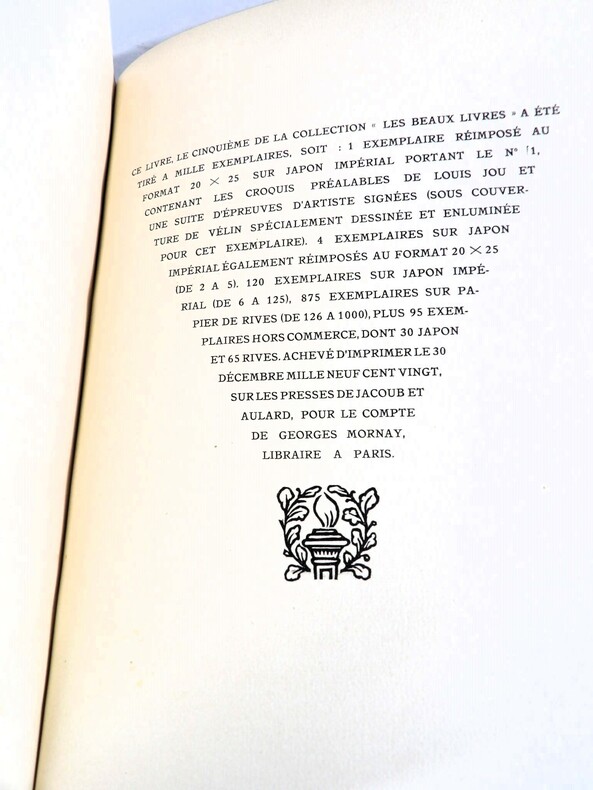 CE LIVRE, LE CINQUIÈME DE LA COLLECTION " LES BEAUX LIVRES " A ÉTÉ
TIRÉ A MILLE EXEMPLAIRES, SOIT : 1 EXEMPLAIRE RÉIMPOSÉ AU
FORMAT 20 × 25 SUR JAPON IMPÉRIAL PORTANT LE N° 1,
CONTENANT LES CROQUIS PRÉALABLES DE LOUIS JOU ET
UNE SUITE D'ÉPREUVES D'ARTISTE SIGNÉES (SOUS COUVER-
TURE DE VÉLIN SPÉCIALEMENT DESSINÉE ET ENLUMINÉE
POUR CET EXEMPLAIRE). 4 EXEMPLAIRES SUR JAPON
IMPÉRIAL ÉGALEMENT RÉIMPOSÉS AU FORMAT 20 × 25
(DE 2 A 5). 120 EXEMPLAIRES SUR JAPON IMPÉ-
RIAL (DE 6 A 125), 875 EXEMPLAIRES SUR PA-
PIER DE RIVES (DE 126 A 1000), PLUS 95 EXEM-
PLAIRES HORS COMMERCE, DONT 30 JAPON
ET 65 RIVES. ACHEVÉ D'IMPRIMER LE 30
DÉCEMBRE MILLE NEUF CENT VINGT,
SUR LES PRESSES DE JACOUB ET
AULARD, POUR LE COMPTE
DE GEORGES MORNAY,
LIBRAIRE A PARIS.